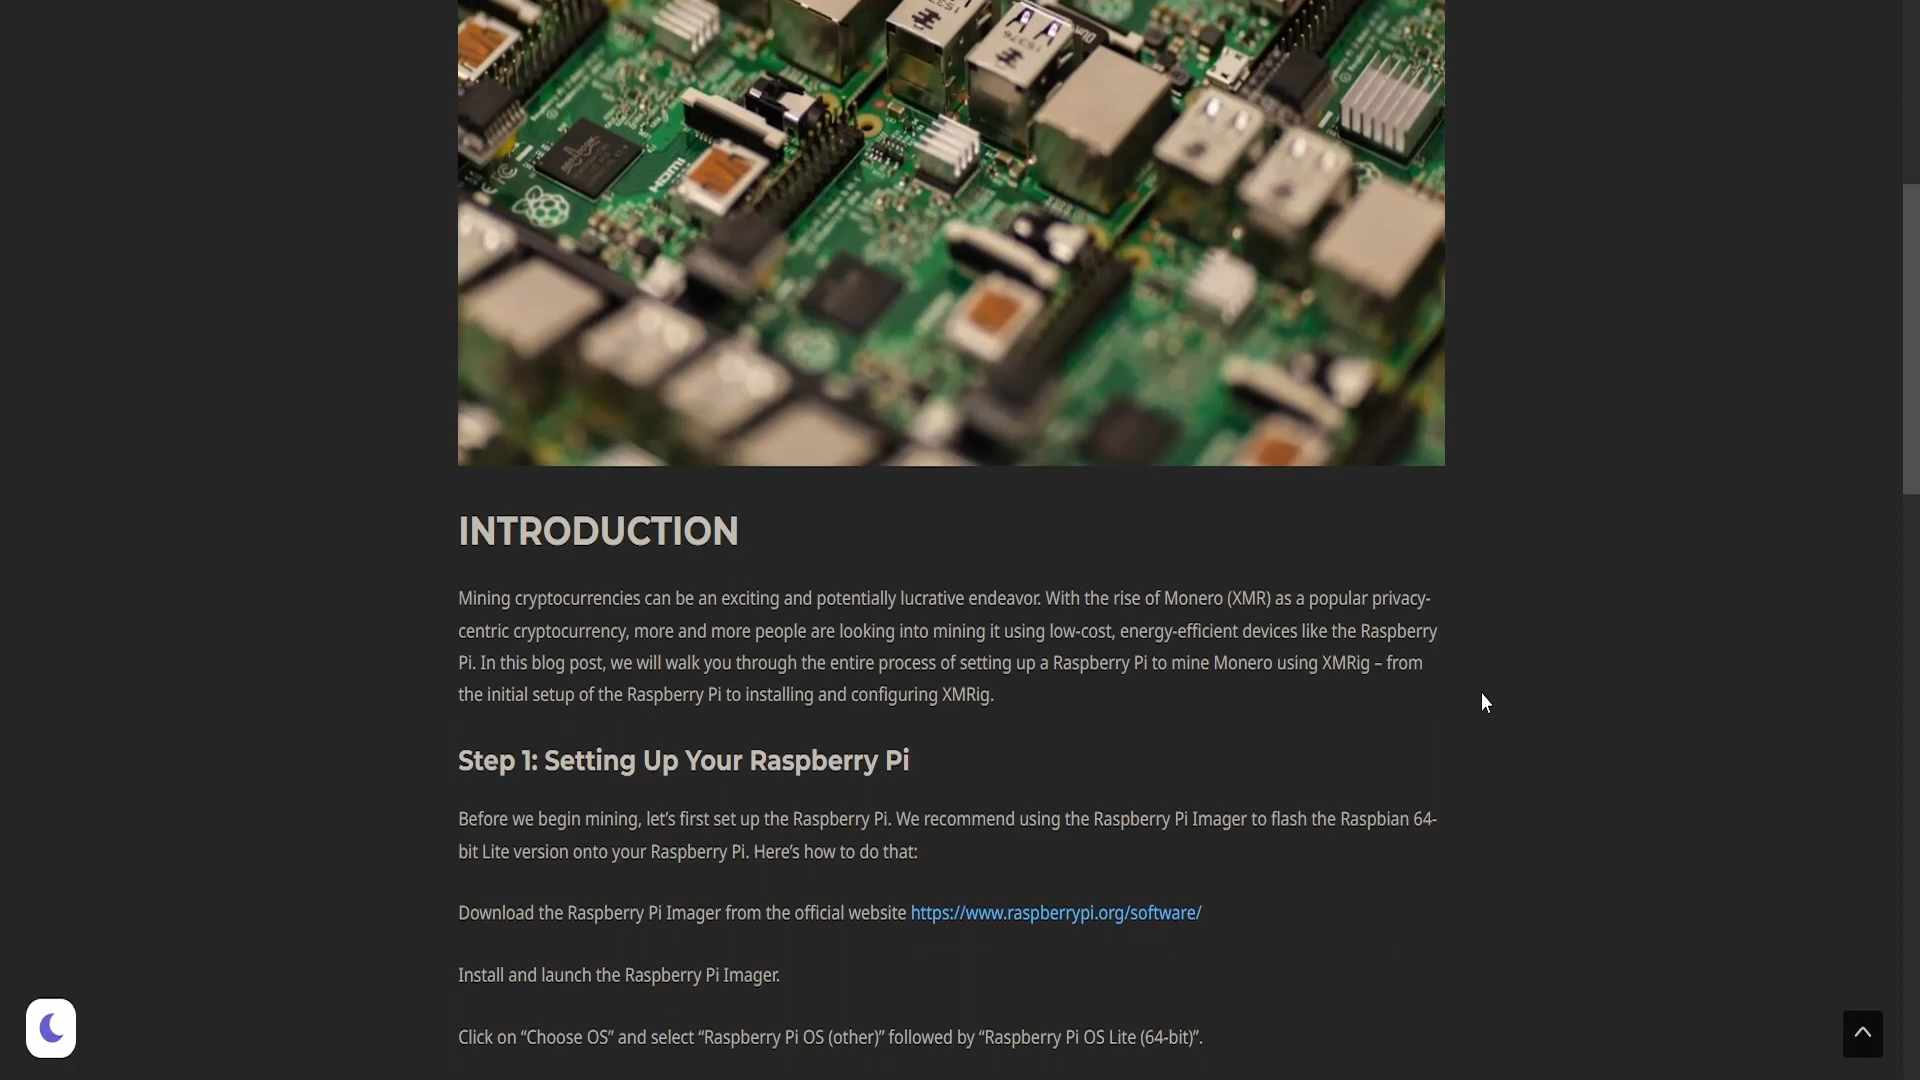 HDMI
INTRODUCTION
Mining cryptocurrencies can be an exciting and potentially lucrative endeavor. With the rise of Monero (XMR) as a popular privacy-
centric cryptocurrency, more and more people are looking into mining it using low-cost, energy-efficient devices like the Raspberry
Pi. In this blog post, we will walk you through the entire process of setting up a Raspberry Pi to mine Monero using XMRig – from
the initial setup of the Raspberry Pi to installing and configuring XMRig.
Step 1: Setting Up Your Raspberry Pi
Before we begin mining, let’s first set up the Raspberry Pi. We recommend using the Raspberry Pi Imager to flash the Raspbian 64-
bit Lite version onto your Raspberry Pi. Here’s how to do that:
Download the Raspberry Pi Imager from the official website https://www.raspberrypi.org/software/
Install and launch the Raspberry Pi Imager.
Click on “Choose OS” and select “Raspberry Pi OS (other)” followed by “Raspberry Pi OS Lite (64-bit)”.